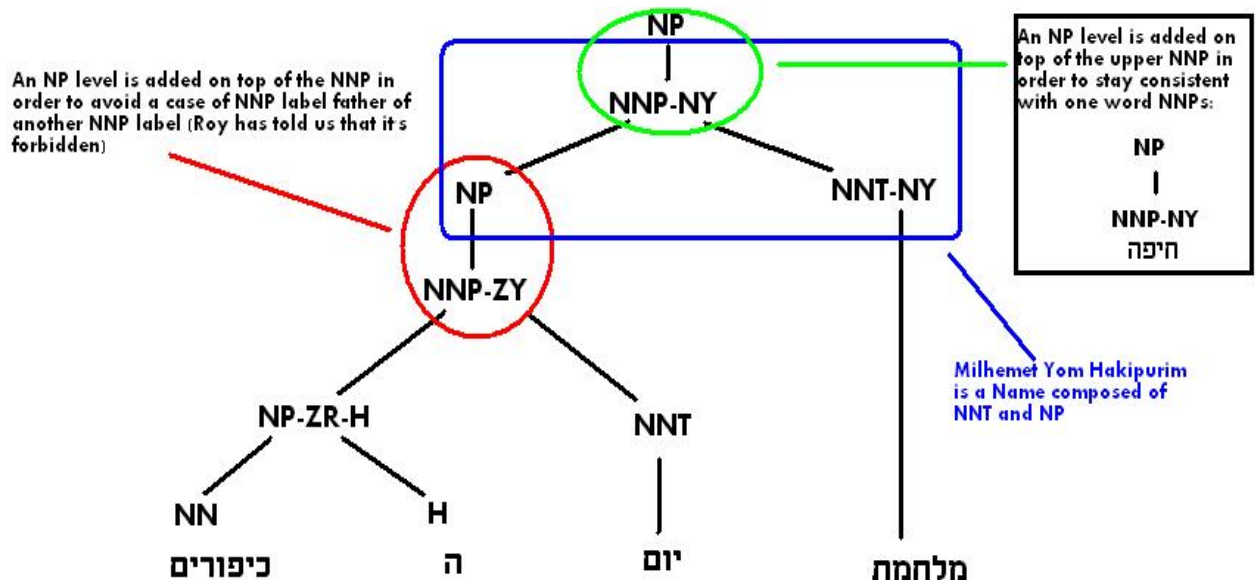 An NP level is added on top of the NNP in
order to avoid a case of NNP label father of
another NNP label (Roy has told us that it's
forbidden)
NP
NNP-NY
NP
NNT-NY
NNP-ZY
NP-ZR-H
NNT
NN
H
מלחמת
יום
ה
כיפורים
An NP level is added on
top of the upper NNP in
order to stay consistent
with one word NNPs:
NP
NNP-NY
חיפה
Milhemet Yom Hakipurim
is a Name composed of
NNT and NP